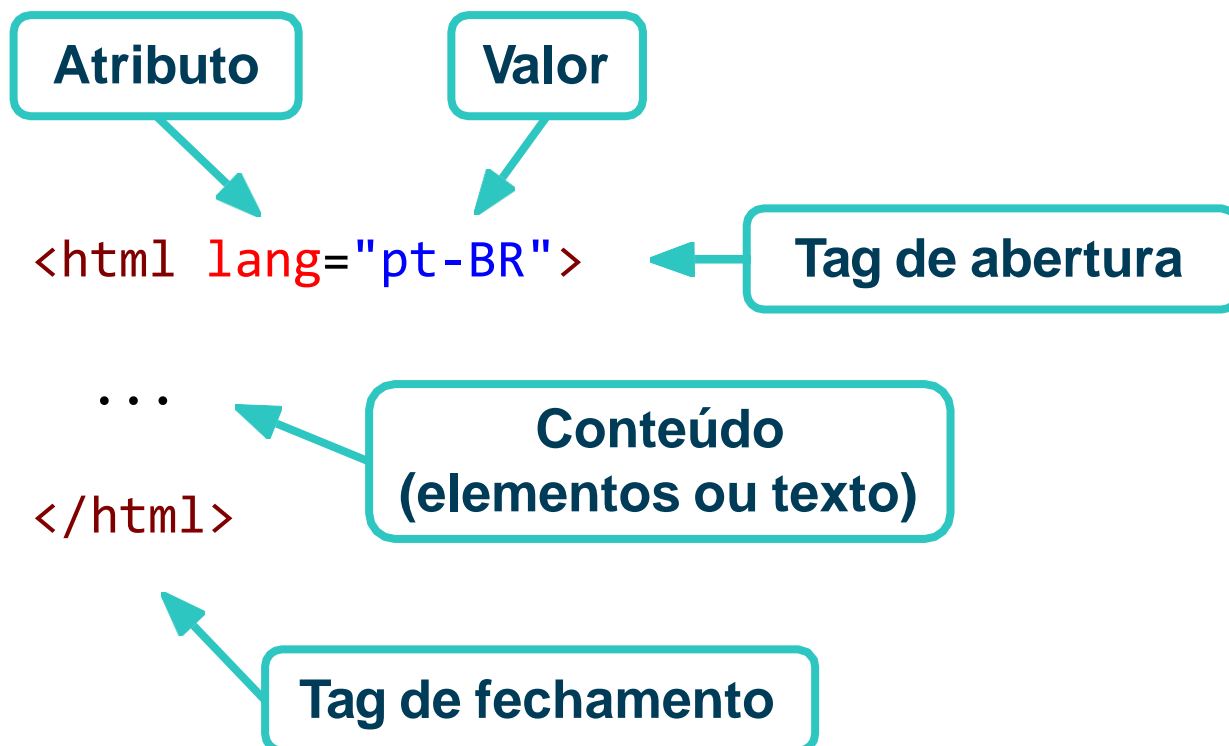 Atributo
Valor
<html lang="pt-BR">
Tag de abertura
...
Conteúdo
(elementos ou texto)
</html>
Tag de fechamento